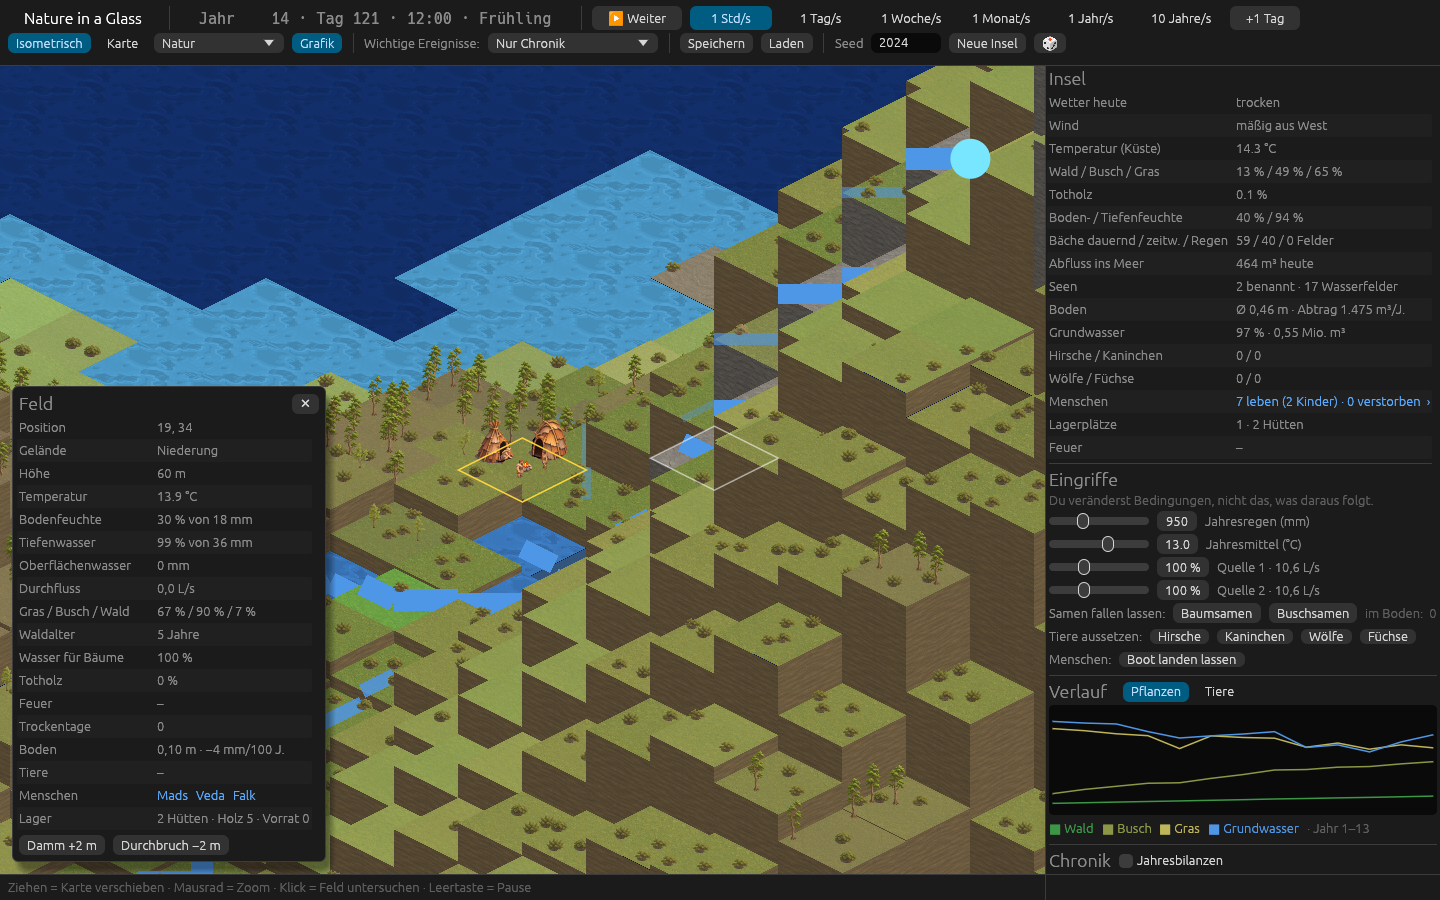 Nature in a Glass
Jahr 14 · Tag 121 · 12:00 · Frühling
Weiter
1 Std/s
1 Tag/s
1 Woche/s
1 Monat/s
1 Jahr/s
10 Jahre/s
+1 Tag
Isometrisch
Karte
Natur
Grafik
Wichtige Ereignisse:
Nur Chronik
Speichern
Laden
Seed
2024
Neue Insel
Insel
Wetter heute trocken
Wind mäßig aus West
Temperatur (Küste) 14.3 °C
Wald / Busch / Gras 13 % / 49 % / 65 %
Totholz 0.1 %
Boden- / Tiefenfeuchte 40 % / 94 %
Bäche dauernd / zeitw. / Regen 59 / 40 / 0 Felder
Abfluss ins Meer 464 m³ heute
Seen 2 benannt · 17 Wasserfelder
Boden Ø 0,46 m · Abtrag 1.475 m³/J.
Grundwasser 97 % · 0,55 Mio. m³
Hirsche / Kaninchen 0 / 0
Wölfe / Füchse 0 / 0
Menschen 7 leben (2 Kinder) · 0 verstorben ›
Lagerplätze 1 · 2 Hütten
Feuer –
Eingriffe
Du veränderst Bedingungen, nicht das, was daraus folgt.
950 Jahresregen (mm)
13.0 Jahresmittel (°C)
100 % Quelle 1 · 10,6 L/s
100 % Quelle 2 · 10,6 L/s
Samen fallen lassen: Baumsamen Buschsamen im Boden: 0
Tiere aussetzen: Hirsche Kaninchen Wölfe Füchse
Menschen: Boot landen lassen
Verlauf Pflanzen Tiere
Wald Busch Gras Grundwasser · Jahr 1–13
Chronik Jahresbilanzen
Feld ×
Position 19, 34
Gelände Niederung
Höhe 60 m
Temperatur 13.9 °C
Bodenfeuchte 30 % von 18 mm
Tiefenwasser 99 % von 36 mm
Oberflächenwasser 0 mm
Durchfluss 0,0 L/s
Gras / Busch / Wald 67 % / 90 % / 7 %
Waldalter 5 Jahre
Wasser für Bäume 100 %
Totholz 0 %
Feuer –
Trockentage 0
Boden 0,10 m · −4 mm/100 J.
Tiere –
Menschen Mads Veda Falk
Lager 2 Hütten · Holz 5 · Vorrat 0
Damm +2 m Durchbruch −2 m
Ziehen = Karte verschieben · Mausrad = Zoom · Klick = Feld untersuchen · Leertaste = Pause